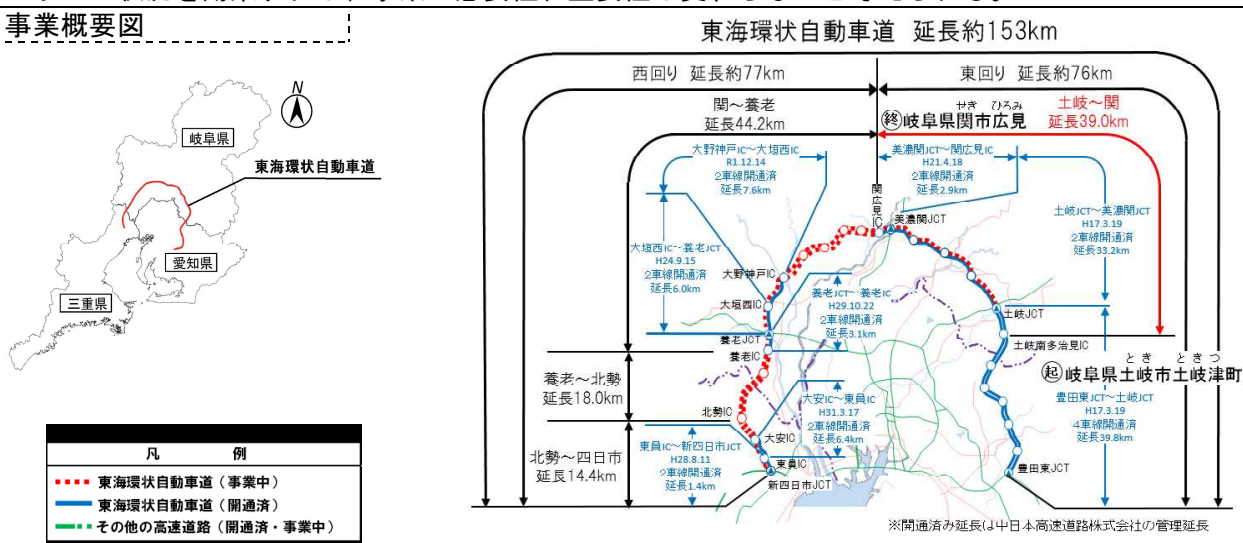 事業概要図
N
岐阜県
東海環状自動車道
愛知県
三重県
凡 例
東海環状自動車道（事業中）
東海環状自動車道（開通済）
その他の高速道路（開通済・事業中）
東海環状自動車道 延長約153km
西回り 延長約77km
東回り 延長約76km
関～養老
延長44.2km
せき ひろみ
終 岐阜県関市広見
土岐～関
延長39.0km
大野神戸IC～大垣西IC
R1.12.14
2車線開通済
延長7.6km
美濃関JCT～関広見IC
H21.4.18
2車線開通済
延長2.9km
関広見IC
美濃関JCT
土岐JCT～美濃関JCT
H17.3.19
2車線開通済
延長33.2km
大垣西IC～養老JCT
H24.9.15
2車線開通済
延長6.0km
大野神戸IC
大垣西IC
養老JCT～養老IC
H29.10.22
2車線開通済
延長3.1km
土岐JCT
養老JCT
養老IC
土岐南多治見IC
とき ときつ
起 岐阜県土岐市土岐津町
養老～北勢
延長18.0km
北勢IC
大安IC～東員IC
H31.3.17
2車線開通済
延長6.4km
豊田東JCT～土岐JCT
H17.3.19
4車線開通済
延長39.8km
北勢～四日市
延長14.4km
東員IC～新四日市JCT
H28.8.11
2車線開通済
延長1.4km
大安IC
東員IC
新四日市JCT
豊田東JCT
※開通済み延長は中日本高速道路株式会社の管理延長